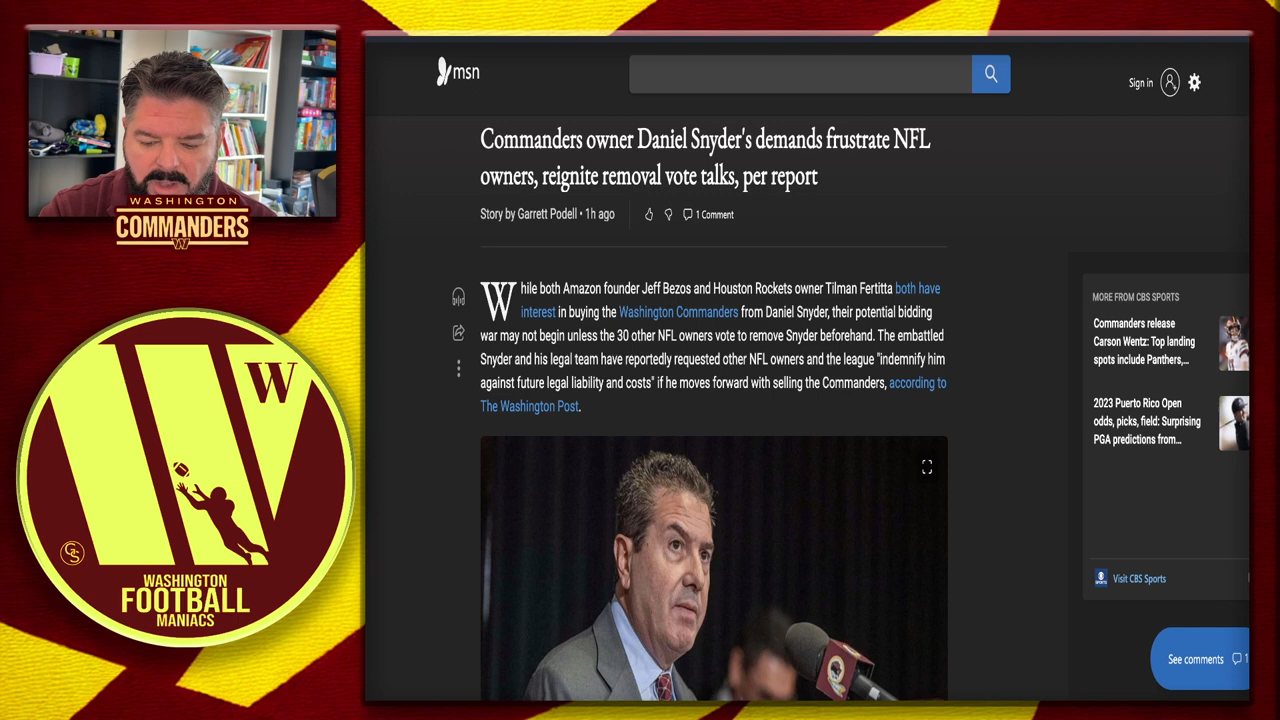 WASHINGTON
COMMANDERS
W
W
GS
WASHINGTON
FOOTBALL
MANIACS
msn
Sign in
Commanders owner Daniel Snyder's demands frustrate NFL
owners, reignite removal vote talks, per report
Story by Garrett Podell • 1h ago
1 Comment
While both Amazon founder Jeff Bezos and Houston Rockets owner Tilman Fertitta both have
interest in buying the Washington Commanders from Daniel Snyder, their potential bidding
war may not begin unless the 30 other NFL owners vote to remove Snyder beforehand. The embattled
Snyder and his legal team have reportedly requested other NFL owners and the league "indemnify him
against future legal liability and costs" if he moves forward with selling the Commanders, according to
The Washington Post.
MORE FROM CBS SPORTS
Commanders release
Carson Wentz: Top landing
spots include Panthers,...
2023 Puerto Rico Open
odds, picks, field: Surprising
PGA predictions from...
Visit CBS Sports
See comments 1